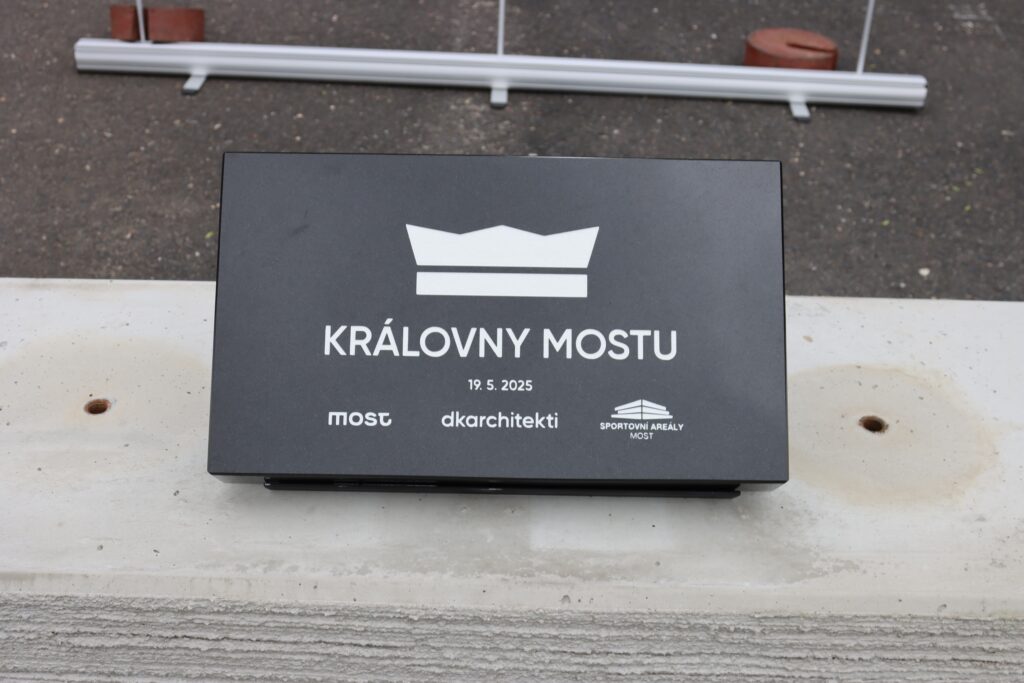 KRÁLOVNY MOSTU
19. 5. 2025
most dkarchitekti SPORTOVNÍ AREÁLY
MOST